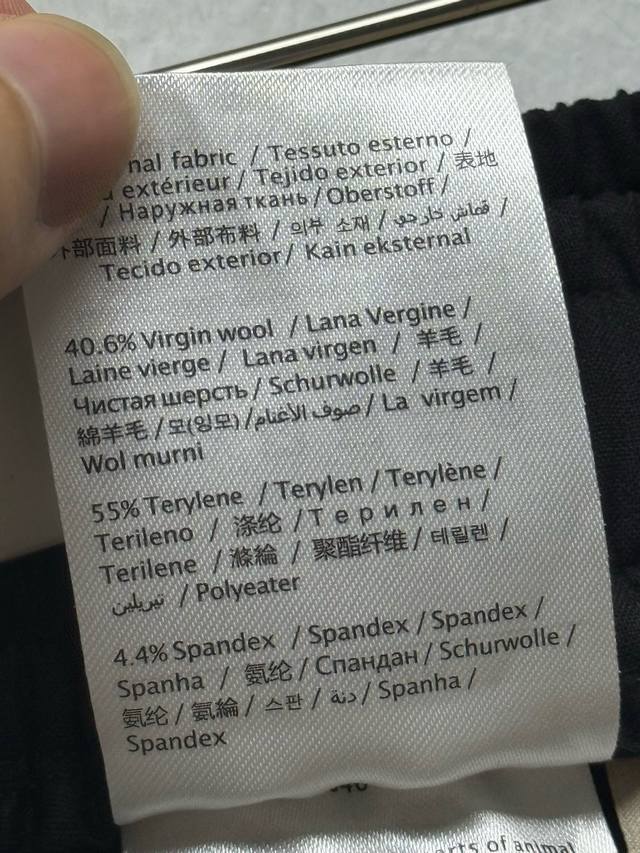 nal fabric / Tessuto esterno /
extérieur / Tejido exterior / 表地
/ Наружная ткань / Oberstoff /
外部面料 / 外部布料 / 의부 소재 / قماش خارجي /
Tecido exterior / Kain eksternal
40.6% Virgin wool / Lana Vergine /
Laine vierge / Lana virgen / 羊毛 /
Чистая шерсть / Schurwolle / 羊毛 /
綿羊毛 / 모(잉모) / صوف الأغنام / La virgem /
Wol murni
55% Terylene / Terylen / Terylène /
Terileno / 涤纶 / Терилен /
Terilene / 滌綸 / 聚酯纤维 / 테릴렌 /
تيريلين / Polyeater
4.4% Spandex / Spandex / Spandex /
Spanha / 氨纶 / Спандан / Schurwolle /
氨纶 / 氨綸 / 스판 / دنة / Spanha /
Spandex
arts of animal